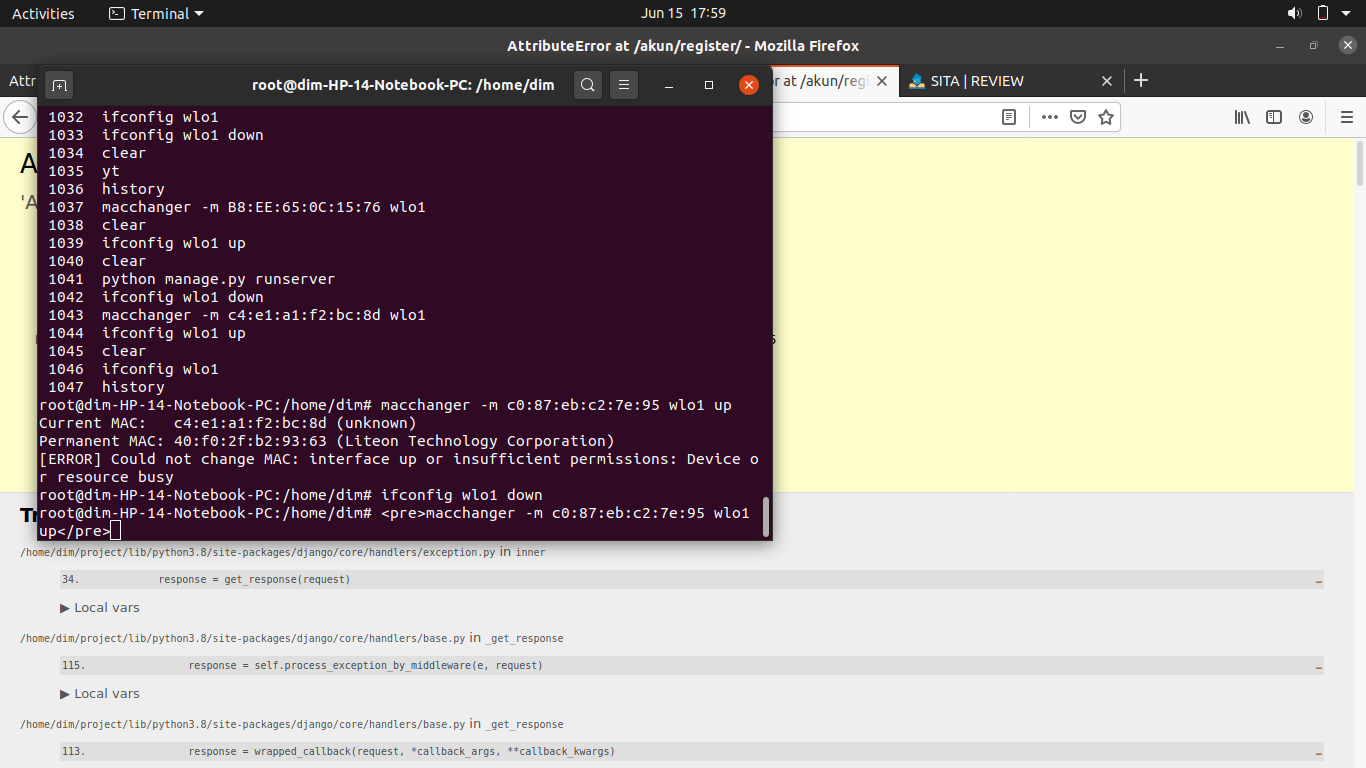 Activities Terminal Jun 15 17:59
AttributeError at /akun/register/ - Mozilla Firefox
Attr root@dim-HP-14-Notebook-PC: /home/dim r at /akun/regi SITA | REVIEW
A
'A
1032 ifconfig wlo1
1033 ifconfig wlo1 down
1034 clear
1035 yt
1036 history
1037 macchanger -m B8:EE:65:0C:15:76 wlo1
1038 clear
1039 ifconfig wlo1 up
1040 clear
1041 python manage.py runserver
1042 ifconfig wlo1 down
1043 macchanger -m c4:e1:a1:f2:bc:8d wlo1
1044 ifconfig wlo1 up
1045 clear
1046 ifconfig wlo1
1047 history
root@dim-HP-14-Notebook-PC:/home/dim# macchanger -m c0:87:eb:c2:7e:95 wlo1 up
Current MAC:   c4:e1:a1:f2:bc:8d (unknown)
Permanent MAC: 40:f0:2f:b2:93:63 (Liteon Technology Corporation)
[ERROR] Could not change MAC: interface up or insufficient permissions: Device o
r resource busy
root@dim-HP-14-Notebook-PC:/home/dim# ifconfig wlo1 down
root@dim-HP-14-Notebook-PC:/home/dim# <pre>macchanger -m c0:87:eb:c2:7e:95 wlo1
up</pre>
Tr
/home/dim/project/lib/python3.8/site-packages/django/core/handlers/exception.py in inner
34. response = get_response(request) …
▶ Local vars
/home/dim/project/lib/python3.8/site-packages/django/core/handlers/base.py in _get_response
115. response = self.process_exception_by_middleware(e, request) …
▶ Local vars
/home/dim/project/lib/python3.8/site-packages/django/core/handlers/base.py in _get_response
113. response = wrapped_callback(request, *callback_args, **callback_kwargs) …